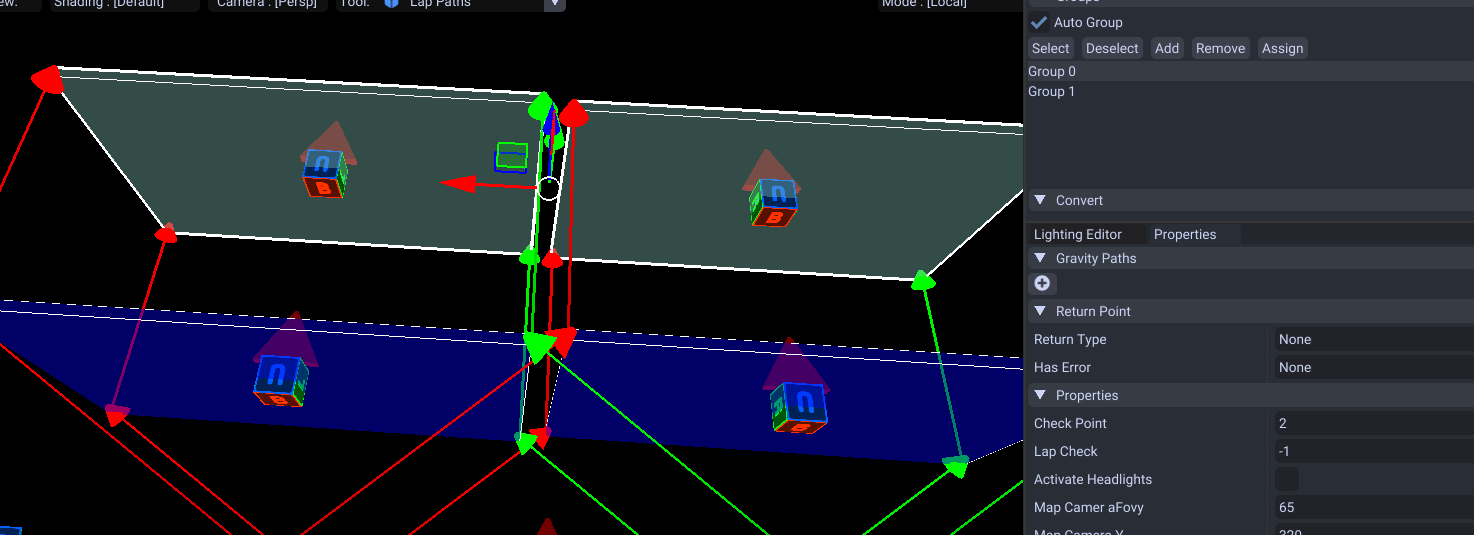 Shading : [Default]
Camera : [Persp]
Tool:
Lap Paths
Mode : [Local]
Groups
Auto Group
Select
Deselect
Add
Remove
Assign
Group 0
Group 1
Convert
Lighting Editor
Properties
Gravity Paths
Return Point
Return Type
None
Has Error
None
Properties
Check Point
2
Lap Check
-1
Activate Headlights
Map Camer aFovy
65
Map Camera Y
320
B
B
B
B